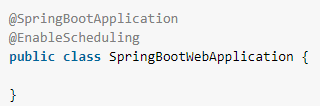 @SpringBootApplication
@EnableScheduling
public class SpringBootWebApplication {
}